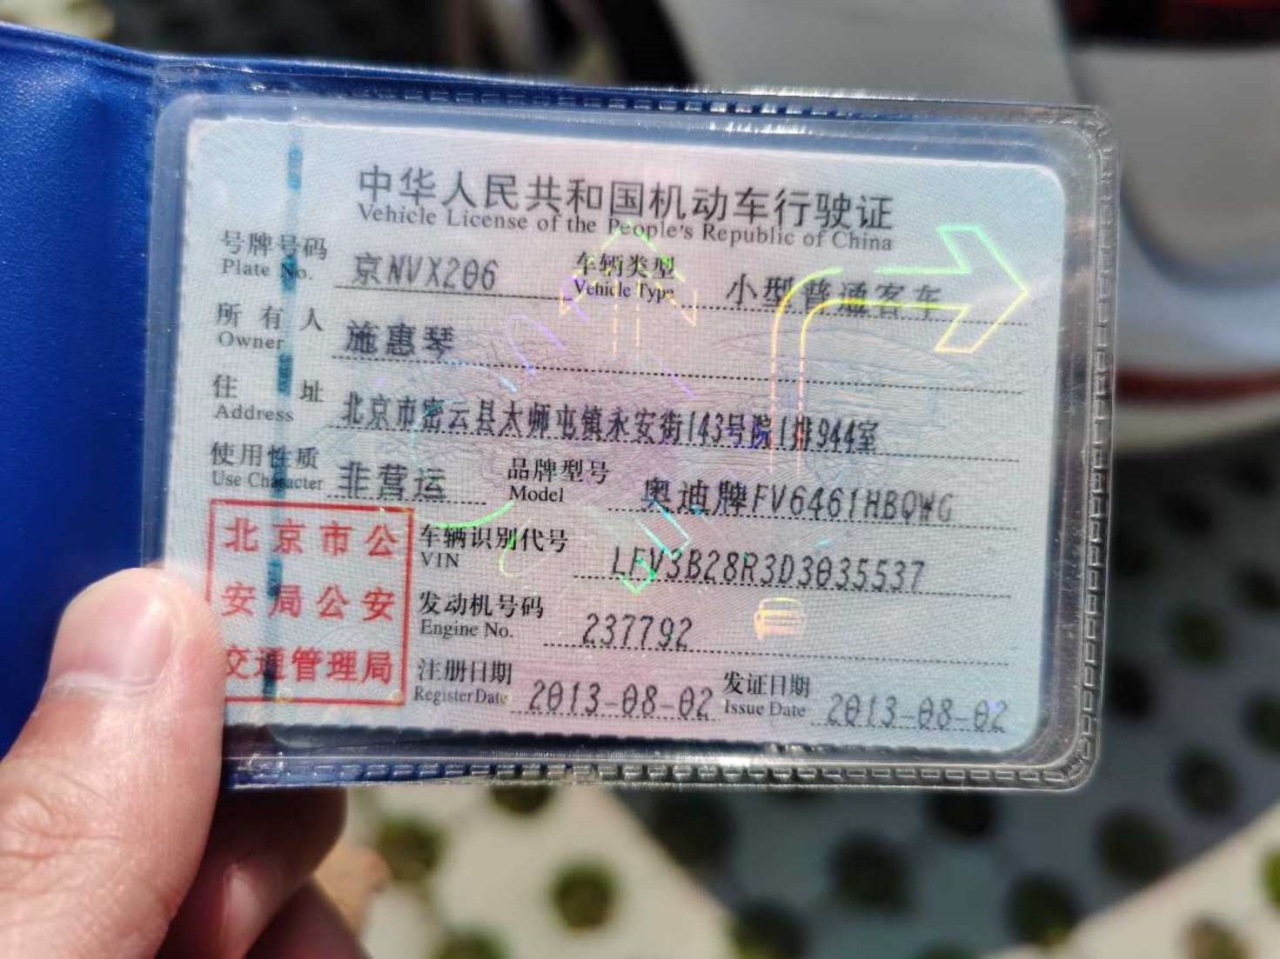 中华人民共和国机动车行驶证
Vehicle License of the People's Republic of China
号牌号码 京NVX206 车辆类型 小型普通客车
Plate No. Vehicle Type
所有人 施惠琴
Owner
住址 北京市密云县太师屯镇永安街143号院1排944室
Address
使用性质 非营运 品牌型号 奥迪牌FV6461HBQWG
Use Character Model
北京市公
安局公安
交通管理局
车辆识别代号 LFV3B28R3D3035537
VIN
发动机号码 237792
Engine No.
注册日期 2013-08-02 发证日期 2013-08-02
Register Date Issue Date